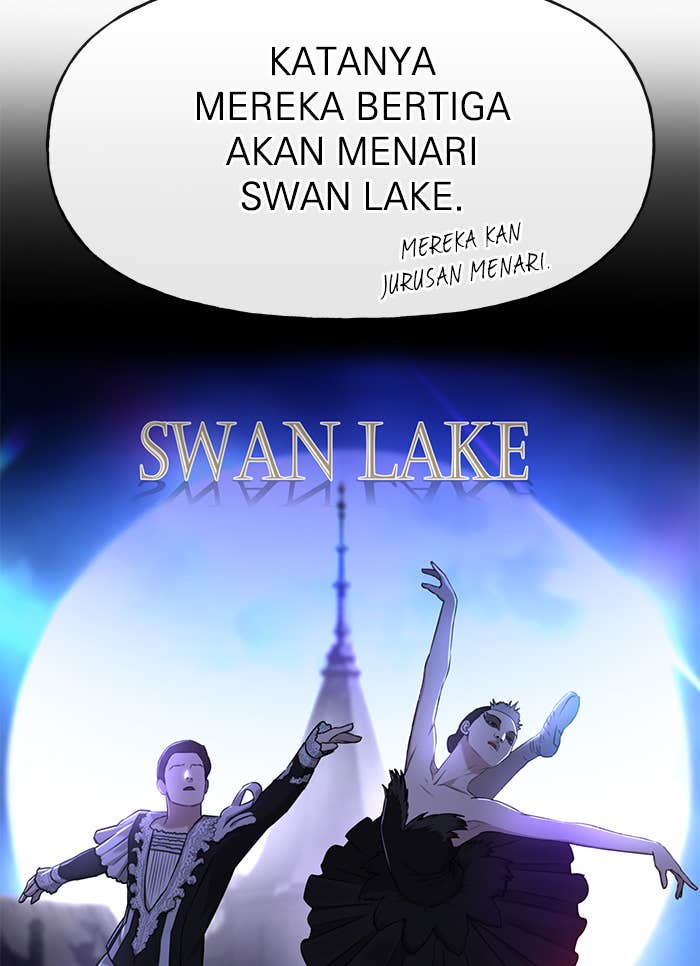 KATANYA
MEREKA BERTIGA
AKAN MENARI
SWAN LAKE.
MEREKA KAN
JURUSAN MENARI.
SWAN LAKE